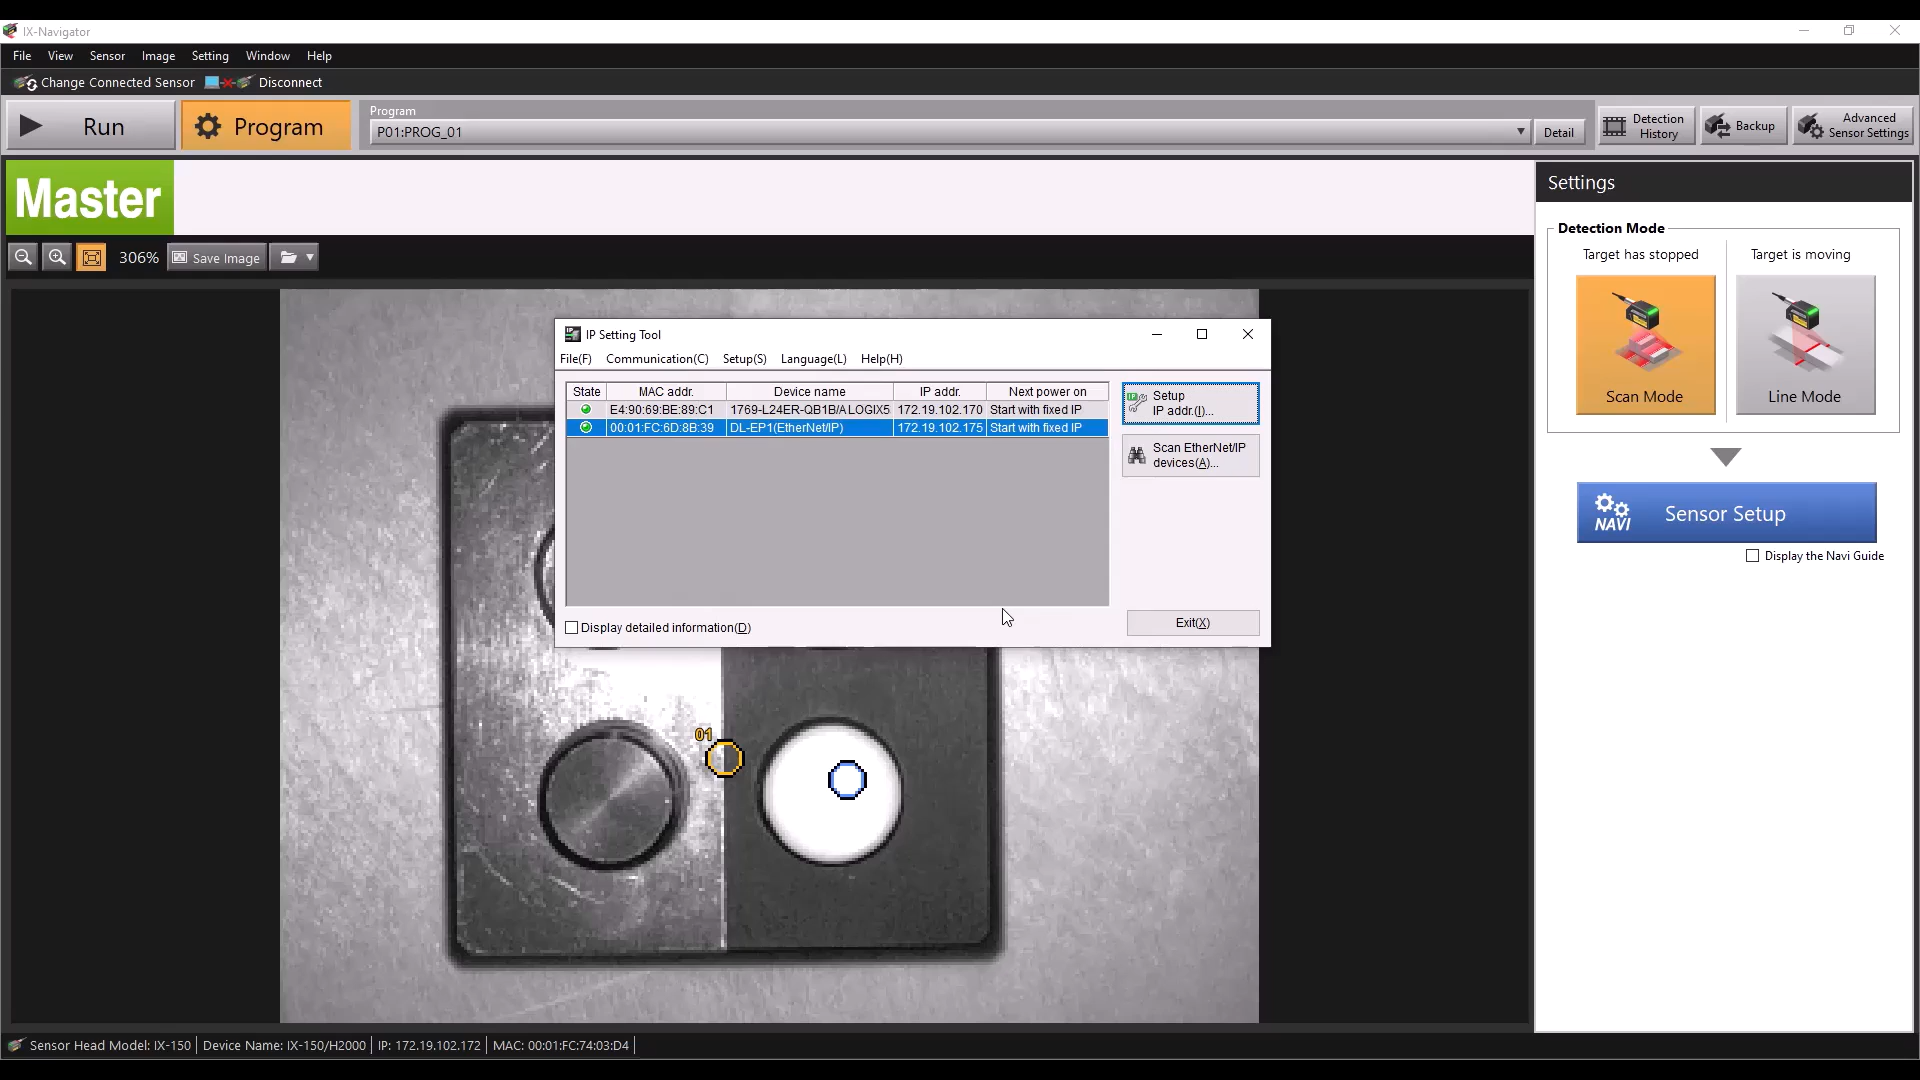 IX-Navigator
File View Sensor Image Setting Window Help
Change Connected Sensor Disconnect
Run Program
Program
P01:PROG_01
Detail
Detection History
Backup
Advanced Sensor Settings
Master
306% Save Image
Settings
Detection Mode
Target has stopped
Target is moving
Scan Mode
Line Mode
NAVI
Sensor Setup
Display the Navi Guide
IP Setting Tool
File(F) Communication(C) Setup(S) Language(L) Help(H)
State MAC addr. Device name IP addr. Next power on
E4:90:69:BE:89:C1 1769-L24ER-QB1B/A LOGIX5 172.19.102.170 Start with fixed IP
00:01:FC:6D:8B:39 DL-EP1(EtherNet/IP) 172.19.102.175 Start with fixed IP
IP
Setup
IP addr.(I)...
Scan EtherNet/IP
devices(A)...
Display detailed information(D)
Exit(X)
01
Sensor Head Model: IX-150 Device Name: IX-150/H2000 IP: 172.19.102.172 MAC: 00:01:FC:74:03:D4